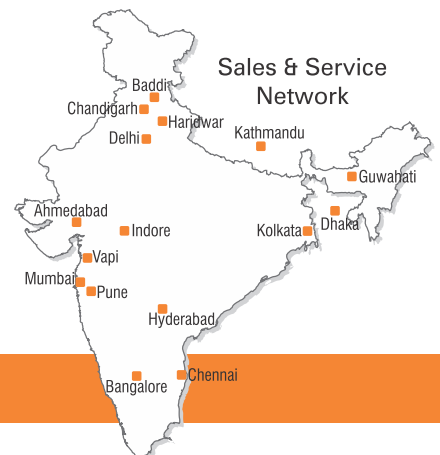 Sales & Service
Network
Baddi
Chandigarh
Haridwar
Delhi
Kathmandu
Guwahati
Ahmedabad
Indore
Kolkata
Dhaka
Vapi
Mumbai
Pune
Hyderabad
Chennai
Bangalore